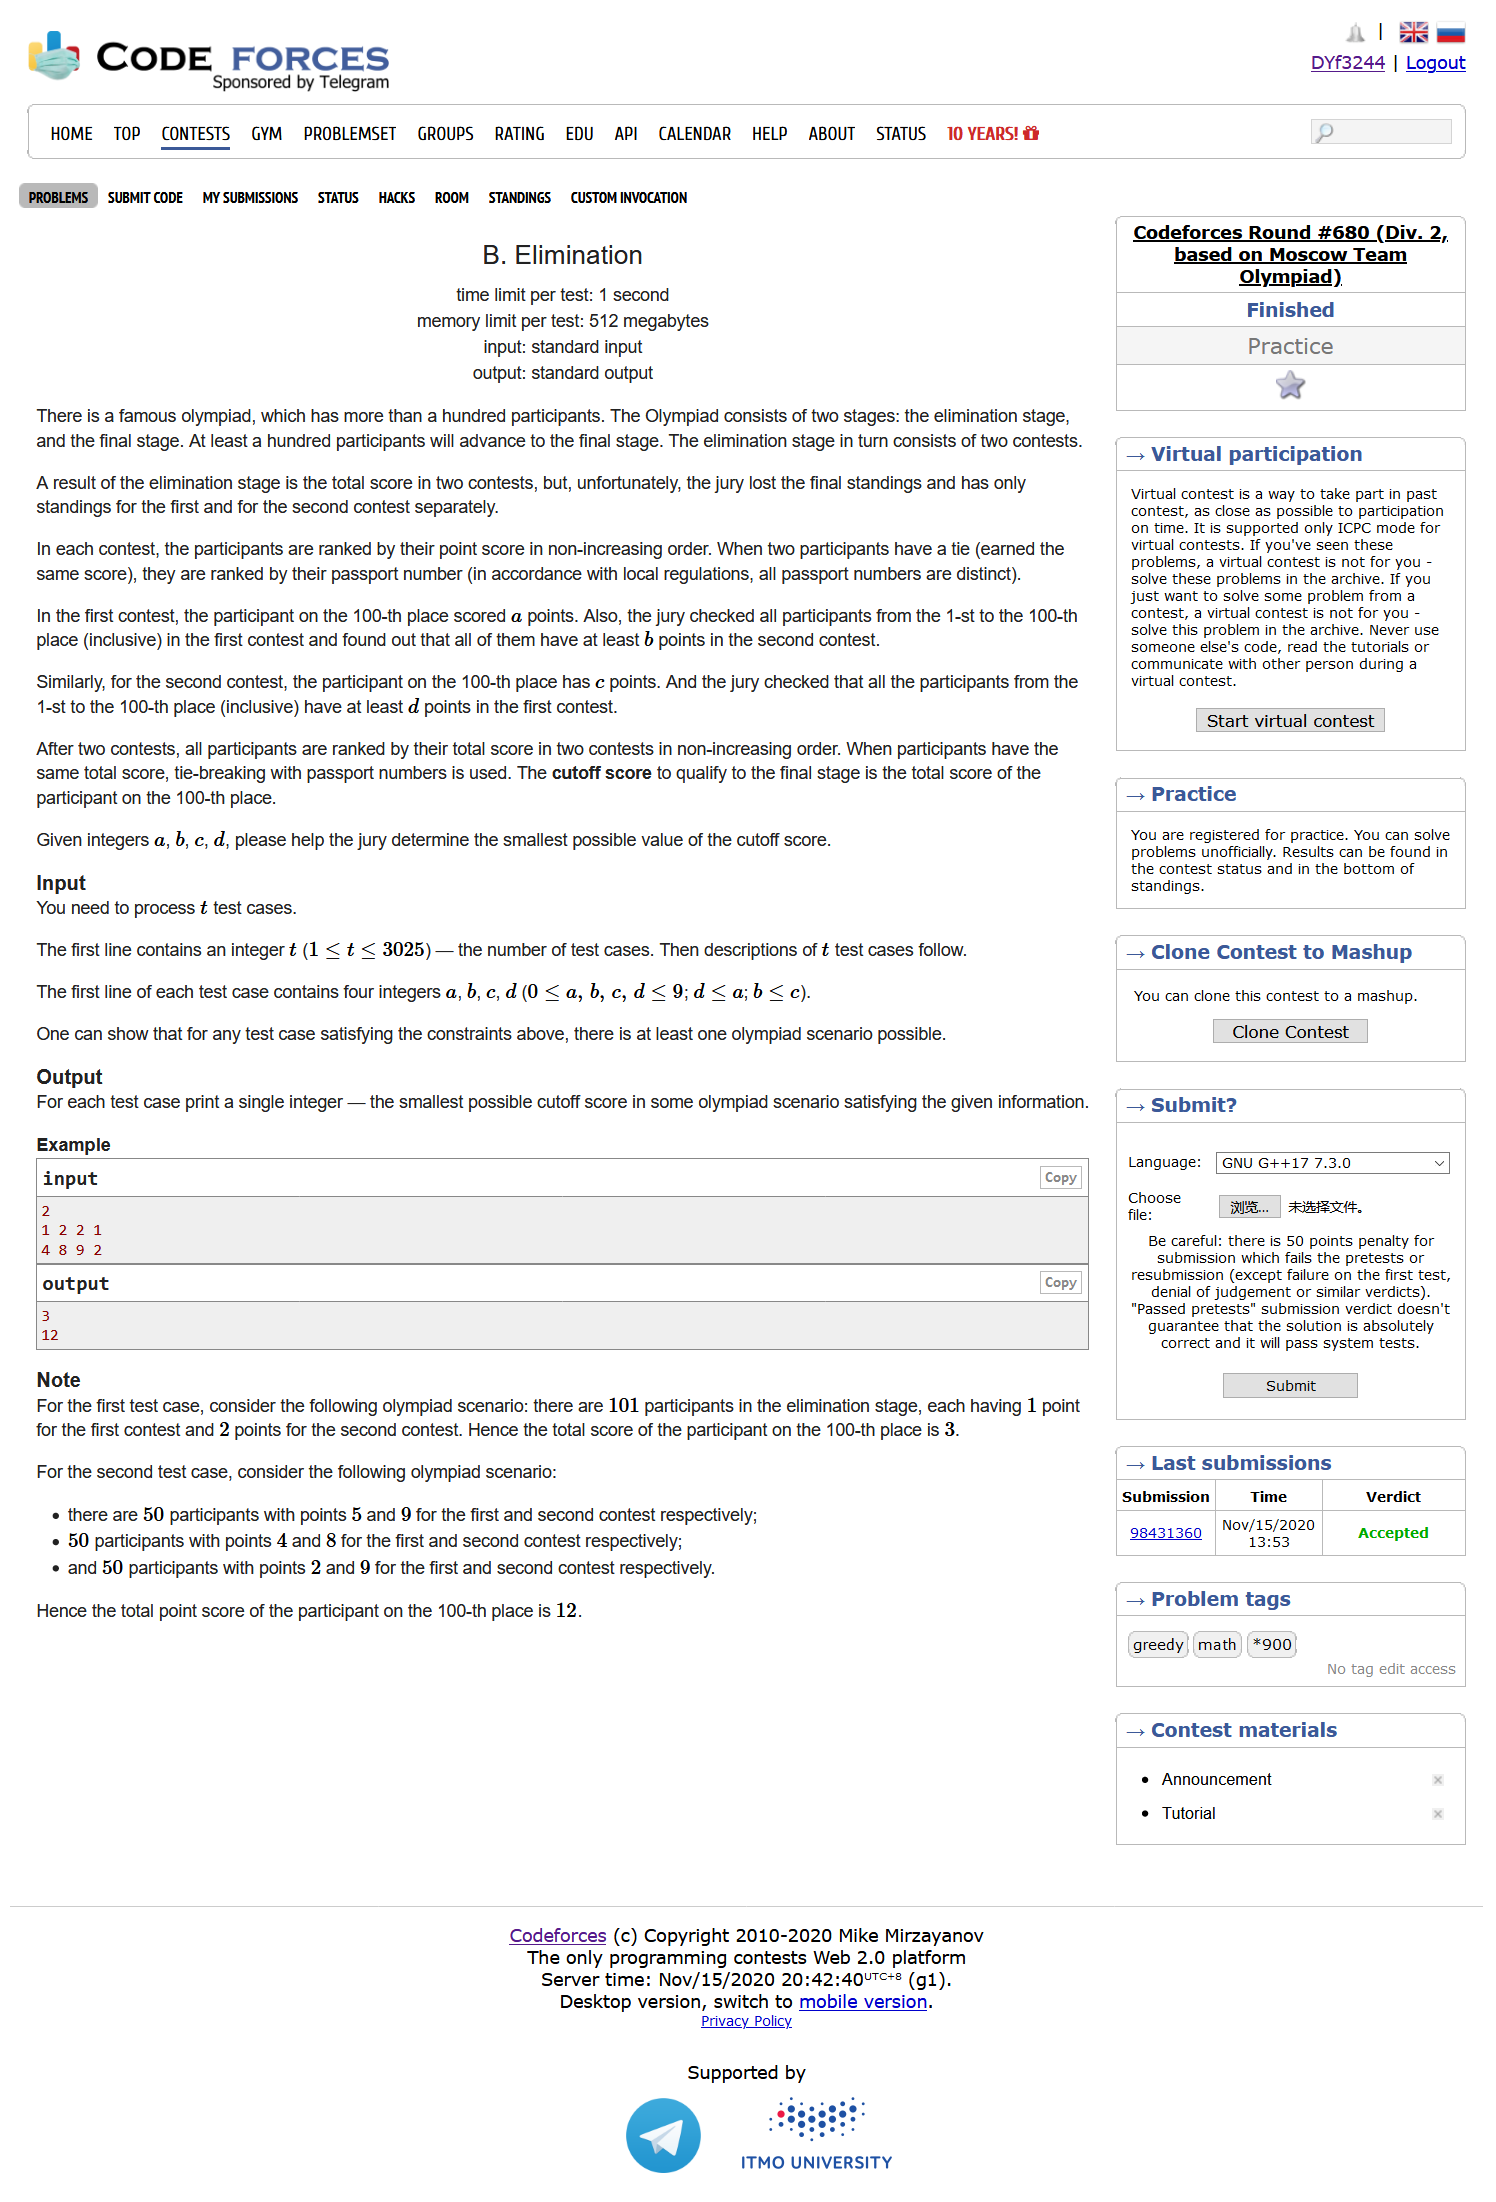 CODE FORCES
Sponsored by Telegram
|
DYf3244 | Logout
HOME TOP CONTESTS GYM PROBLEMSET GROUPS RATING EDU API CALENDAR HELP ABOUT STATUS 10 YEARS!
PROBLEMS SUBMIT CODE MY SUBMISSIONS STATUS HACKS ROOM STANDINGS CUSTOM INVOCATION
B. Elimination
time limit per test: 1 second
memory limit per test: 512 megabytes
input: standard input
output: standard output
There is a famous olympiad, which has more than a hundred participants. The Olympiad consists of two stages: the elimination stage,
and the final stage. At least a hundred participants will advance to the final stage. The elimination stage in turn consists of two contests.
A result of the elimination stage is the total score in two contests, but, unfortunately, the jury lost the final standings and has only
standings for the first and for the second contest separately.
In each contest, the participants are ranked by their point score in non-increasing order. When two participants have a tie (earned the
same score), they are ranked by their passport number (in accordance with local regulations, all passport numbers are distinct).
In the first contest, the participant on the 100-th place scored a points. Also, the jury checked all participants from the 1-st to the 100-th
place (inclusive) in the first contest and found out that all of them have at least b points in the second contest.
Similarly, for the second contest, the participant on the 100-th place has c points. And the jury checked that all the participants from the
1-st to the 100-th place (inclusive) have at least d points in the first contest.
After two contests, all participants are ranked by their total score in two contests in non-increasing order. When participants have the
same total score, tie-breaking with passport numbers is used. The cutoff score to qualify to the final stage is the total score of the
participant on the 100-th place.
Given integers a, b, c, d, please help the jury determine the smallest possible value of the cutoff score.
Input
You need to process t test cases.
The first line contains an integer t (1 ≤ t ≤ 3025) — the number of test cases. Then descriptions of t test cases follow.
The first line of each test case contains four integers a, b, c, d (0 ≤ a, b, c, d ≤ 9; d ≤ a; b ≤ c).
One can show that for any test case satisfying the constraints above, there is at least one olympiad scenario possible.
Output
For each test case print a single integer — the smallest possible cutoff score in some olympiad scenario satisfying the given information.
Example
input
Copy
2
1 2 2 1
4 8 9 2
output
Copy
3
12
Note
For the first test case, consider the following olympiad scenario: there are 101 participants in the elimination stage, each having 1 point
for the first contest and 2 points for the second contest. Hence the total score of the participant on the 100-th place is 3.
For the second test case, consider the following olympiad scenario:
• there are 50 participants with points 5 and 9 for the first and second contest respectively;
• 50 participants with points 4 and 8 for the first and second contest respectively;
• and 50 participants with points 2 and 9 for the first and second contest respectively.
Hence the total point score of the participant on the 100-th place is 12.
Codeforces Round #680 (Div. 2,
based on Moscow Team
Olympiad)
Finished
Practice
→ Virtual participation
Virtual contest is a way to take part in past
contest, as close as possible to participation
on time. It is supported only ICPC mode for
virtual contests. If you've seen these
problems, a virtual contest is not for you -
solve these problems in the archive. If you
just want to solve some problem from a
contest, a virtual contest is not for you -
solve this problem in the archive. Never use
someone else's code, read the tutorials or
communicate with other person during a
virtual contest.
Start virtual contest
→ Practice
You are registered for practice. You can solve
problems unofficially. Results can be found in
the contest status and in the bottom of
standings.
→ Clone Contest to Mashup
You can clone this contest to a mashup.
Clone Contest
→ Submit?
Language: GNU G++17 7.3.0
Choose
file:
浏览... 未选择文件。
Be careful: there is 50 points penalty for
submission which fails the pretests or
resubmission (except failure on the first test,
denial of judgement or similar verdicts).
"Passed pretests" submission verdict doesn't
guarantee that the solution is absolutely
correct and it will pass system tests.
Submit
→ Last submissions
Submission Time Verdict
98431360 Nov/15/2020 13:53 Accepted
→ Problem tags
greedy math *900
No tag edit access
→ Contest materials
• Announcement
• Tutorial
Codeforces (c) Copyright 2010-2020 Mike Mirzayanov
The only programming contests Web 2.0 platform
Server time: Nov/15/2020 20:42:40UTC+8 (g1).
Desktop version, switch to mobile version.
Privacy Policy
Supported by
ITMO UNIVERSITY